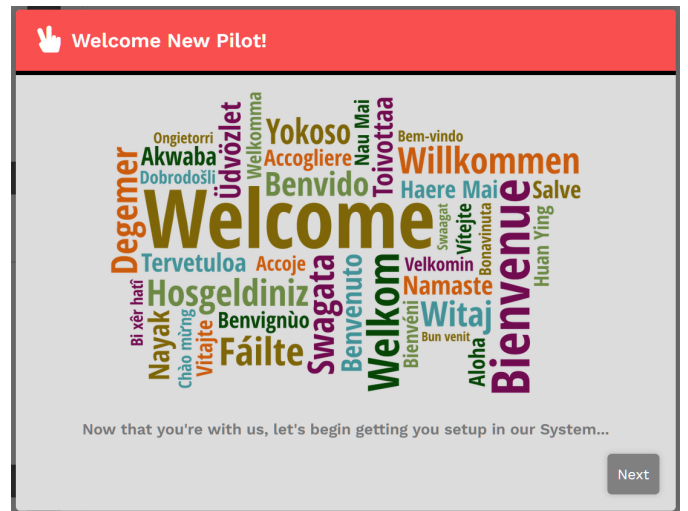 Welcome New Pilot!
Ongietorri
Akwaba
Dobrodošli
Degemer
Üdvözlet
Welkomma
Yokoso
Accogliere
Benvido
Nau Mai
Toivottaa
Bem-vindo
Willkommen
Haere Mai
Salve
Welcome
Swaagat
Vítejte
Bonavinuta
Bienvenue
Huan Ying
Tervetuloa
Accoje
Hosgeldiniz
Swagata
Benvenuto
Welkom
Velkomin
Namaste
Bi xêr hatî
Nayak
Chào mừng
Vitajte
Benvignùo
Fáilte
Bienvéni
Witaj
Bun venit
Aloha
Now that you're with us, let's begin getting you setup in our System...
Next